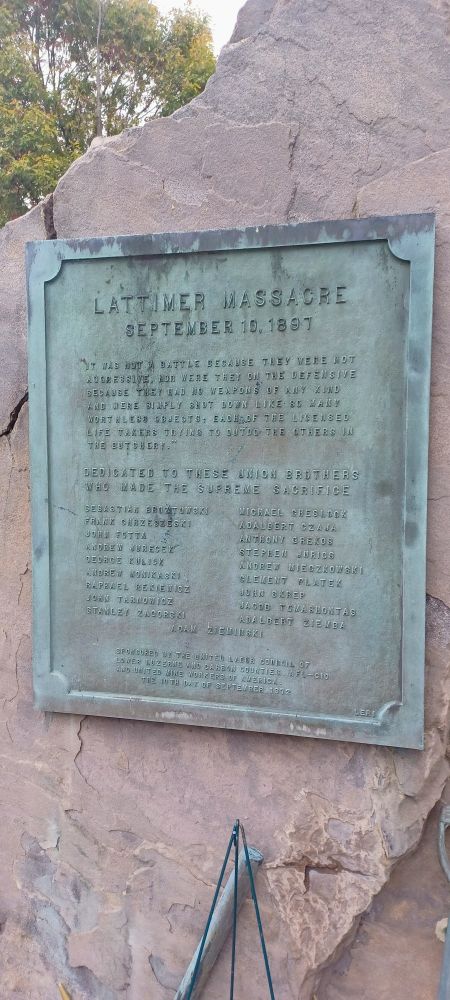 LATTIMER MASSACRE
SEPTEMBER 10, 1897
"IT WAS NOT A BATTLE BECAUSE THEY WERE NOT
AGGRESSIVE, NOR WERE THEY ON THE DEFENSIVE
BECAUSE THEY HAD NO WEAPONS OF ANY KIND
AND WERE SIMPLY SHOT DOWN LIKE SO MANY
WORTHLESS OBJECTS; EACH OF THE LICENSED
LIFE TAKERS TRYING TO OUTDO THE OTHERS IN
THE BUTCHERY."
DEDICATED TO THESE UNION BROTHERS
WHO MADE THE SUPREME SACRIFICE
SEBASTIAN BROZTOWSKI
FRANK CHRZESZESKI
JOHN FOTTA
ANDREW JURECEK
GEORGE KULICK
ANDREW MONIKASKI
RAPHAEL REKIEWICZ
JOHN TARNOWICZ
STANLEY ZAGORSKI
MICHAEL CHESLOCK
ADALBERT CZAJA
ANTHONY GREKOS
STEPHEN JURICS
ANDREW MIECZKOWSKI
CLEMENT PLATEK
JOHN SKREP
JACOB TOMAKHONTAS
ADALBERT ZIEMBA
ADAM ZIEMINSKI
SPONSORED BY THE UNITED LABOR COUNCIL OF
LOWER LUZERNE AND CARBON COUNTIES, AFL-CIO
AND UNITED MINE WORKERS OF AMERICA.
THE 10TH DAY OF SEPTEMBER, 1972